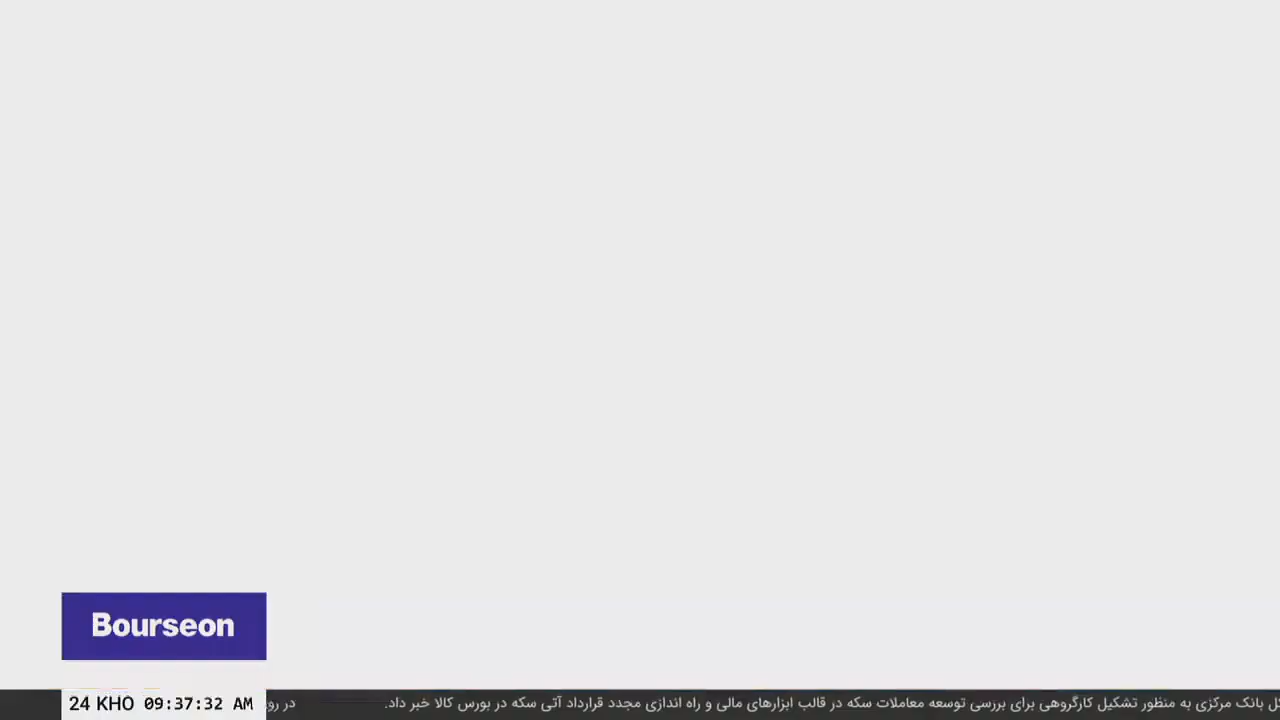 Bourseon
24 KHO 09:37:32 AM
بانک مرکزی به منظور تشکیل کارگروهی برای بررسی توسعه معاملات سکه در قالب ابزارهای مالی و راه اندازی مجدد قرارداد آتی سکه در بورس کالا خبر داد. در